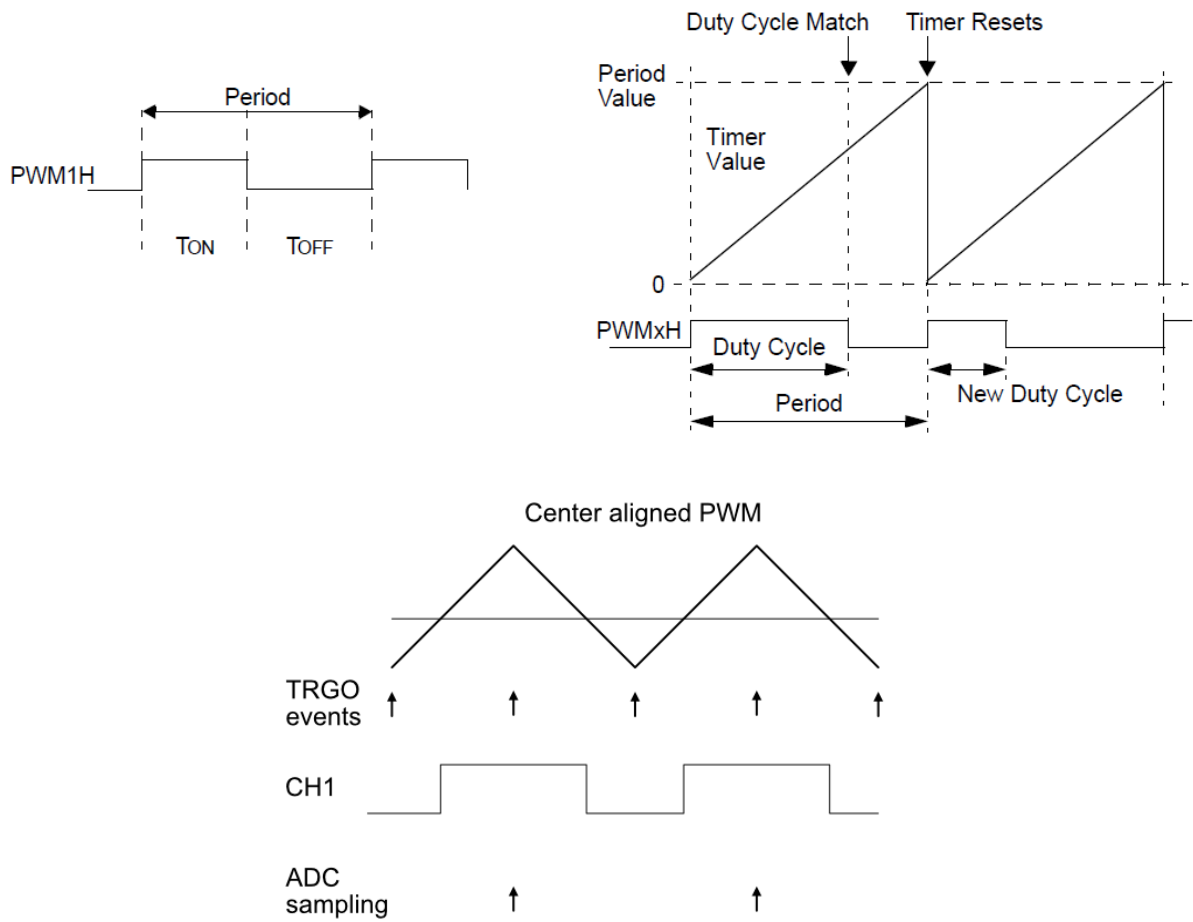 Period
PWM1H
TON
TOFF
Duty Cycle Match
Timer Resets
Period
Value
Timer
Value
0
PWMxH
Duty Cycle
New Duty Cycle
Period
Center aligned PWM
TRGO
events
CH1
ADC
sampling